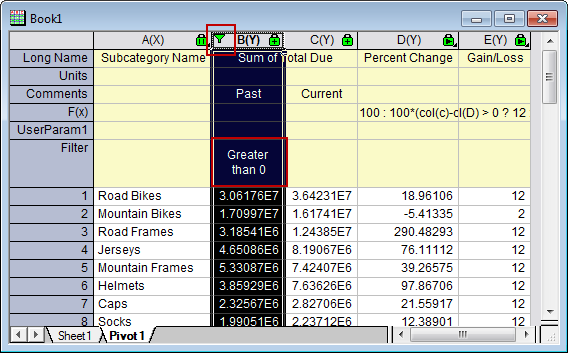 Book1
A(X) B(Y) C(Y) D(Y) E(Y)
Long Name Subcategory Name Sum of Total Due Percent Change Gain/Loss
Units
Comments Past Current
F(x) 100 : 100*(col(c)-cl(D) > 0 ? 12
UserParam1
Filter Greater
than 0
1 Road Bikes 3.06176E7 3.64231E7 18.96106 12
2 Mountain Bikes 1.70997E7 1.61741E7 -5.41335 2
3 Road Frames 3.18541E6 1.24385E7 290.48293 12
4 Jerseys 4.65086E6 8.19067E6 76.11112 12
5 Mountain Frames 5.33087E6 7.42407E6 39.26575 12
6 Helmets 3.85929E6 7.63626E6 97.86706 12
7 Caps 2.32567E6 2.82706E6 21.55917 12
8 Socks 1.99051E6 2.23712E6 12.38901 12
Sheet1 Pivot1